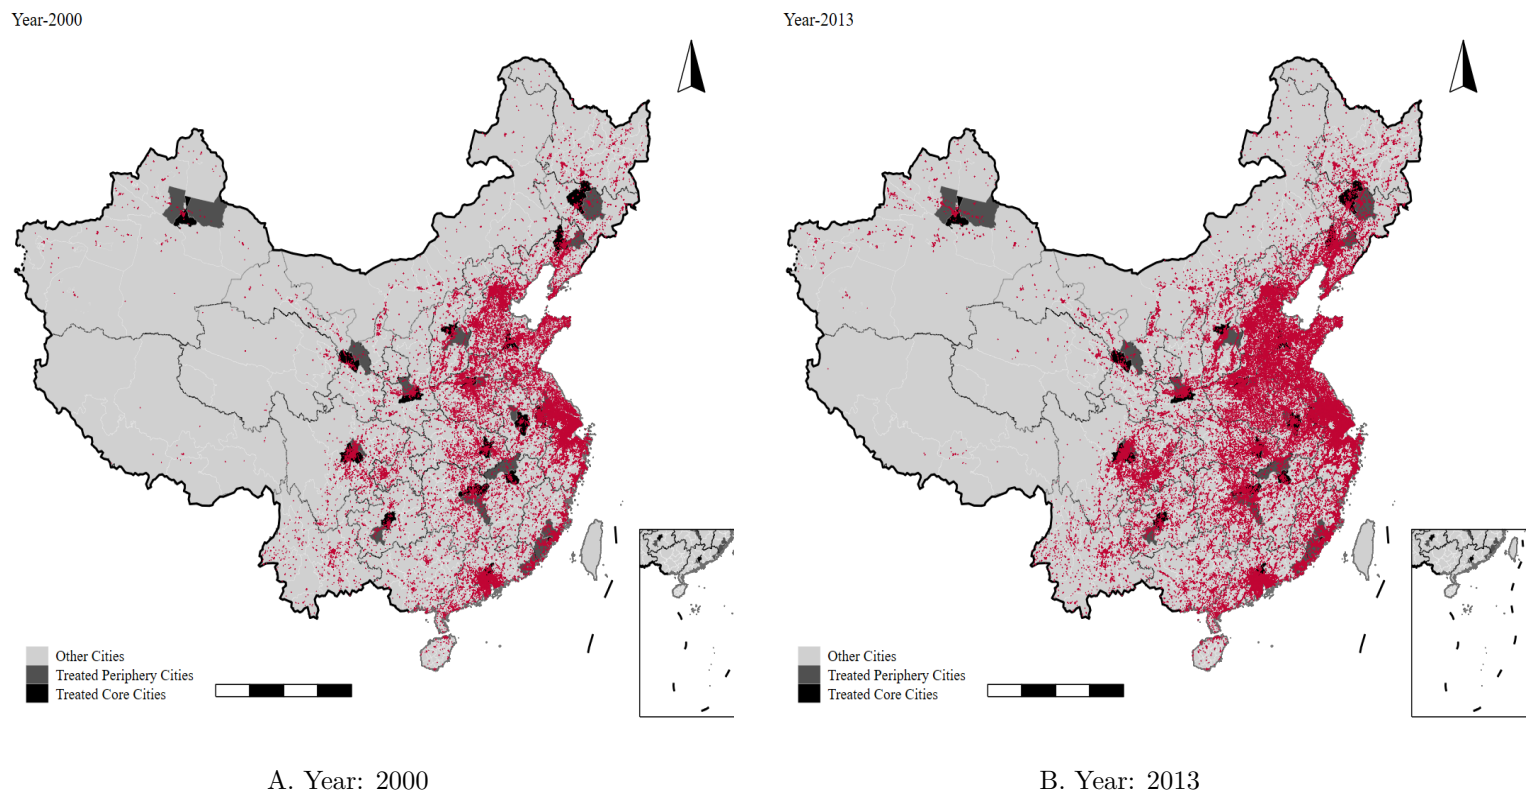 Year-2000
Year-2013
Other Cities
Treated Periphery Cities
Treated Core Cities
Other Cities
Treated Periphery Cities
Treated Core Cities
A. Year: 2000
B. Year: 2013